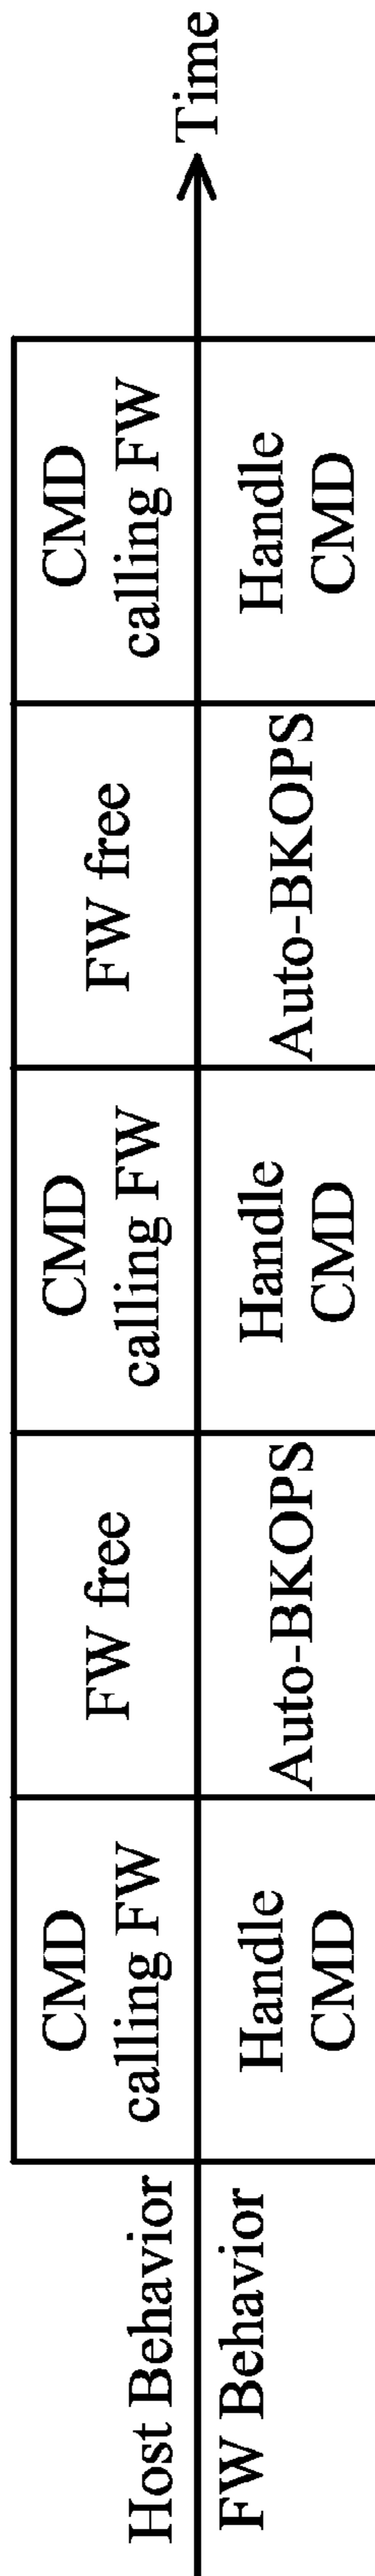 Host Behavior
CMD
calling FW
FW free
CMD
calling FW
FW free
CMD
calling FW
Time
FW Behavior
Handle
CMD
Auto-BKOPS
Handle
CMD
Auto-BKOPS
Handle
CMD